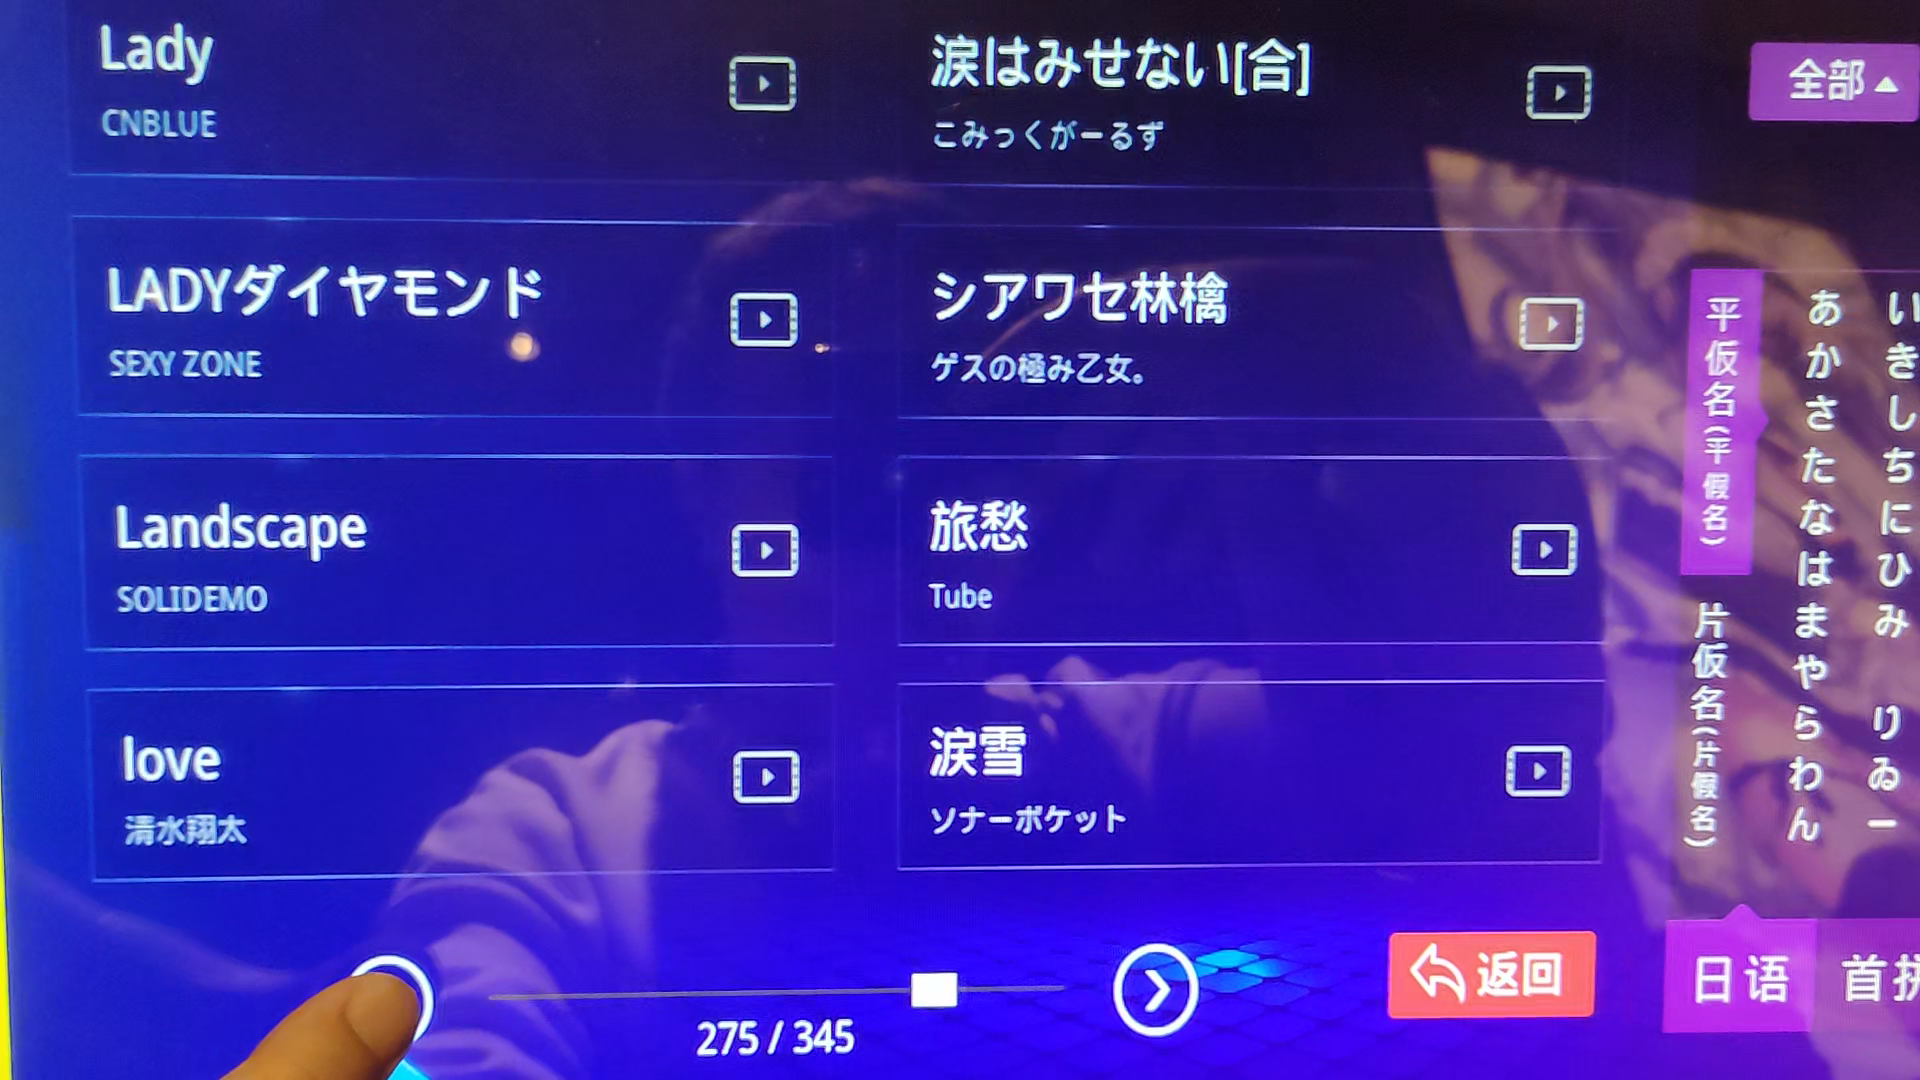 Lady
CNBLUE
涙はみせない[合]
こみっくがーるず
LADYダイヤモンド
SEXY ZONE
シアワセ林檎
ゲスの極み乙女。
Landscape
SOLIDEMO
旅愁
Tube
love
清水翔太
涙雪
ソナーポケット
275 / 345
返回
全部▲
平仮名(平假名)
片仮名(片假名)
あかさたなはまやらわん
いきしちにひみ りゐー
日语
首拼